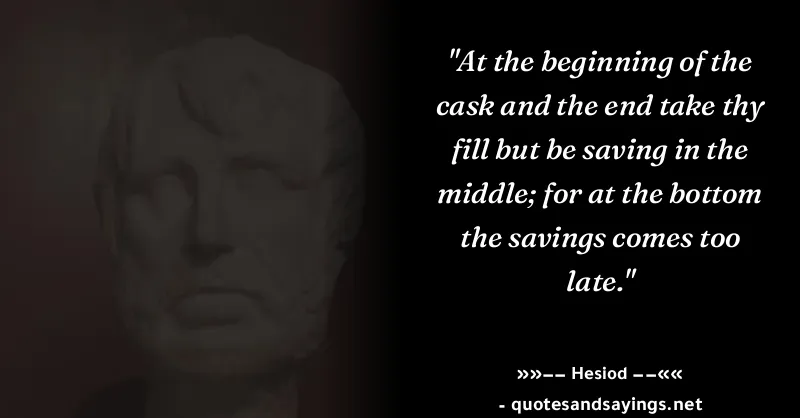 "At the beginning of the
cask and the end take thy
fill but be saving in the
middle; for at the bottom
the savings comes too
late."
»»−− Hesiod −−««
- quotesandsayings.net